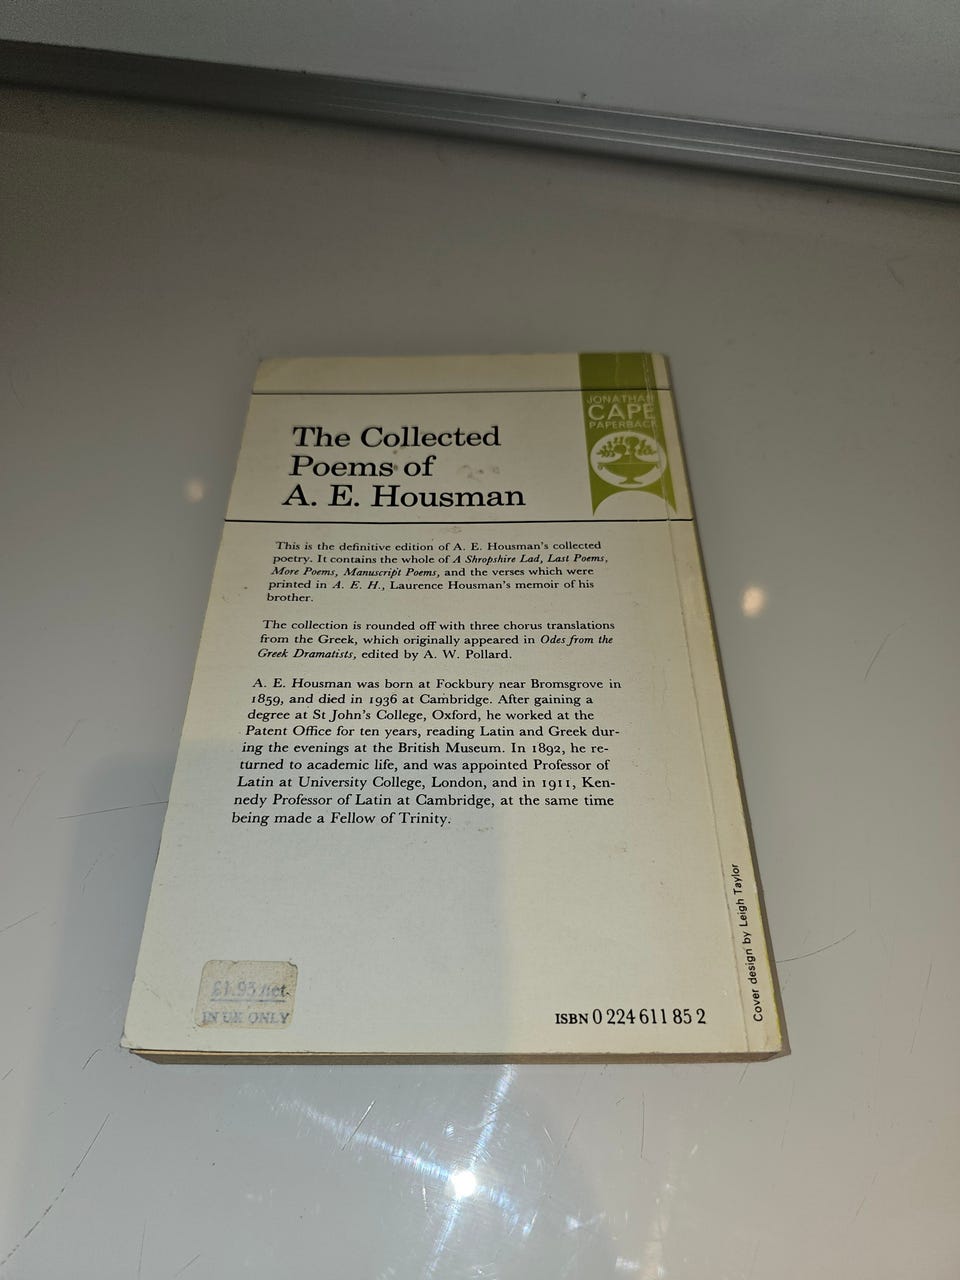 JONATHAN
CAPE
PAPERBACK
The Collected
Poems of
A. E. Housman
This is the definitive edition of A. E. Housman's collected
poetry. It contains the whole of A Shropshire Lad, Last Poems,
More Poems, Manuscript Poems, and the verses which were
printed in A. E. H., Laurence Housman's memoir of his
brother.
The collection is rounded off with three chorus translations
from the Greek, which originally appeared in Odes from the
Greek Dramatists, edited by A. W. Pollard.
A. E. Housman was born at Fockbury near Bromsgrove in
1859, and died in 1936 at Cambridge. After gaining a
degree at St John's College, Oxford, he worked at the
Patent Office for ten years, reading Latin and Greek dur-
ing the evenings at the British Museum. In 1892, he re-
turned to academic life, and was appointed Professor of
Latin at University College, London, and in 1911, Ken-
nedy Professor of Latin at Cambridge, at the same time
being made a Fellow of Trinity.
£1.95 net
IN UK ONLY
ISBN 0 224 611 85 2
Cover design by Leigh Taylor